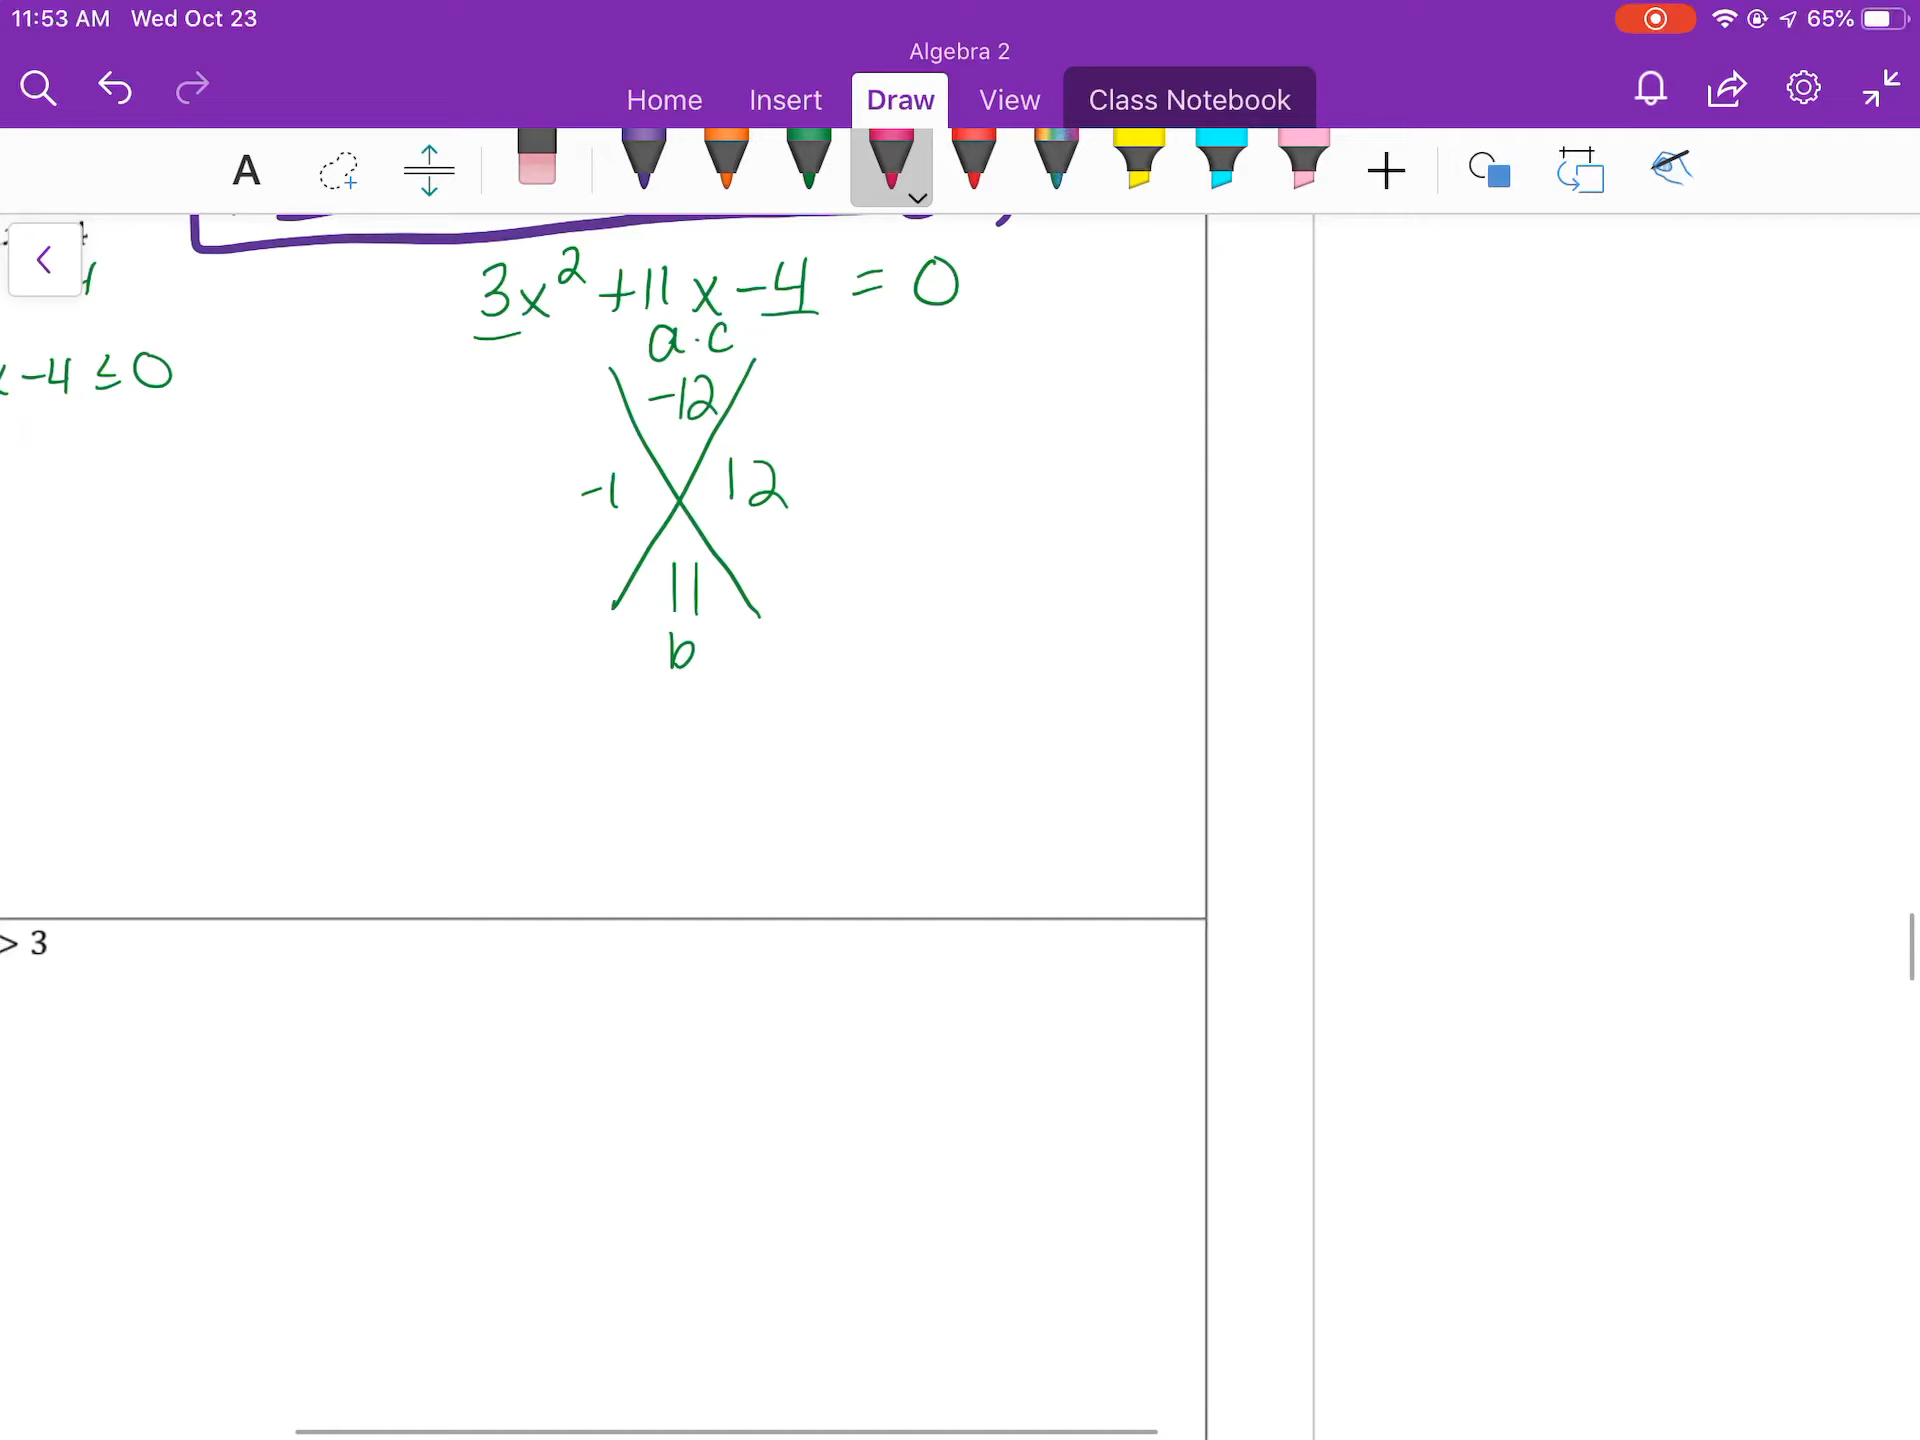 11:53 AM Wed Oct 23
65%
Algebra 2
Home Insert Draw View Class Notebook
A
3x² + 11x - 4 = 0
a · c
-4 ≤ 0
-12
-1 12
11
b
> 3